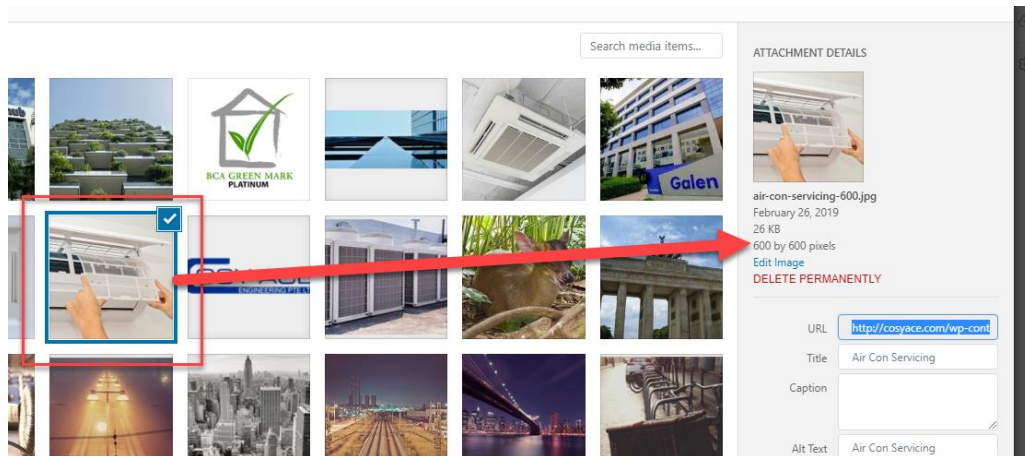 Search media items...
BCA GREEN MARK
PLATINUM
Galen
ENGINEERING PTE
ATTACHMENT DETAILS
air-con-servicing-600.jpg
February 26, 2019
26 KB
600 by 600 pixels
Edit Image
DELETE PERMANENTLY
URL
http://cosyace.com/wp-cont
Title
Air Con Servicing
Caption
Alt Text
Air Con Servicing